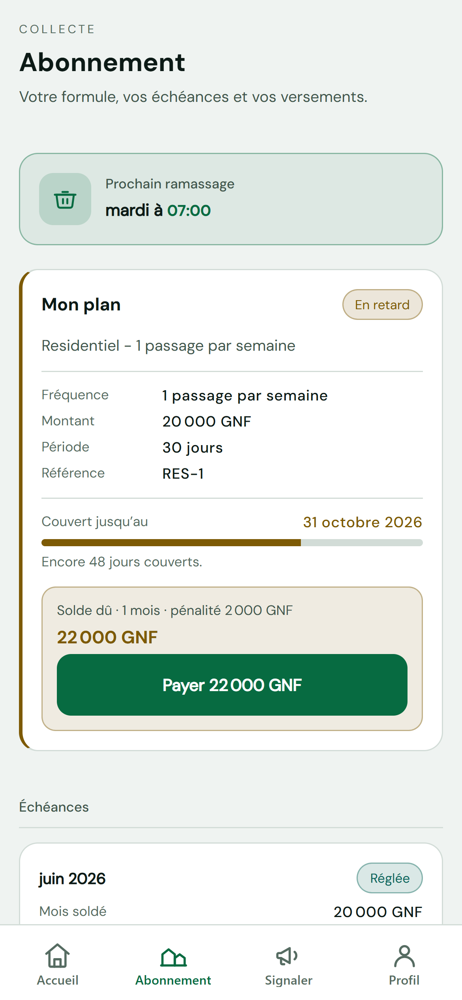 COLLECTE
Abonnement
Votre formule, vos échéances et vos versements.
Prochain ramassage
mardi à 07:00
Mon plan
En retard
Residentiel - 1 passage par semaine
Fréquence 1 passage par semaine
Montant 20 000 GNF
Période 30 jours
Référence RES-1
Couvert jusqu’au 31 octobre 2026
Encore 48 jours couverts.
Solde dû · 1 mois · pénalité 2 000 GNF
22 000 GNF
Payer 22 000 GNF
Échéances
juin 2026 Réglée
Mois soldé 20 000 GNF
Accueil Abonnement Signaler Profil